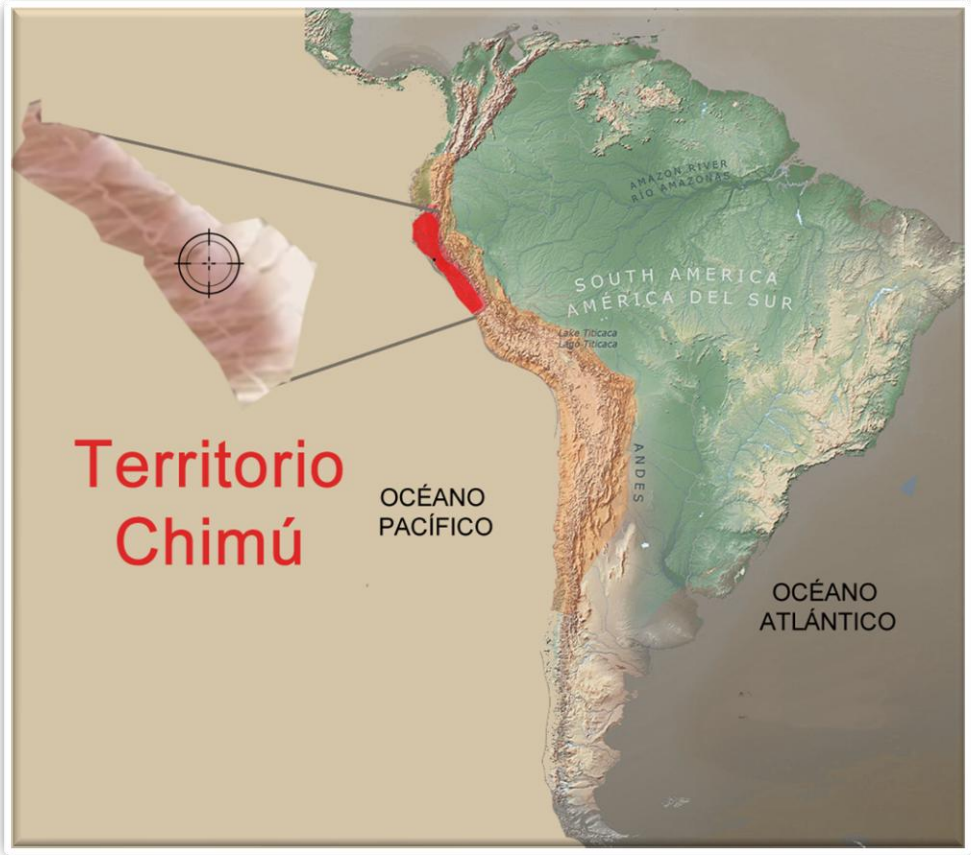 AMAZON RIVER
RÍO AMAZONAS
SOUTH AMERICA
AMÉRICA DEL SUR
Lake Titicaca
Lago Titicaca
Territorio
Chimú
OCÉANO
PACÍFICO
ANDES
OCÉANO
ATLÁNTICO